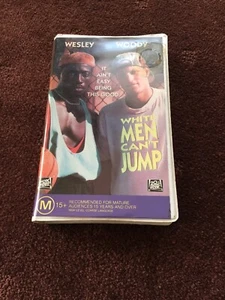 WESLEY WOODY
IT
AIN'T
EASY
BEING
THIS GOOD
WHITE
MEN
CAN'T
JUMP
M 15+
RECOMMENDED FOR MATURE
AUDIENCES 15 YEARS AND OVER